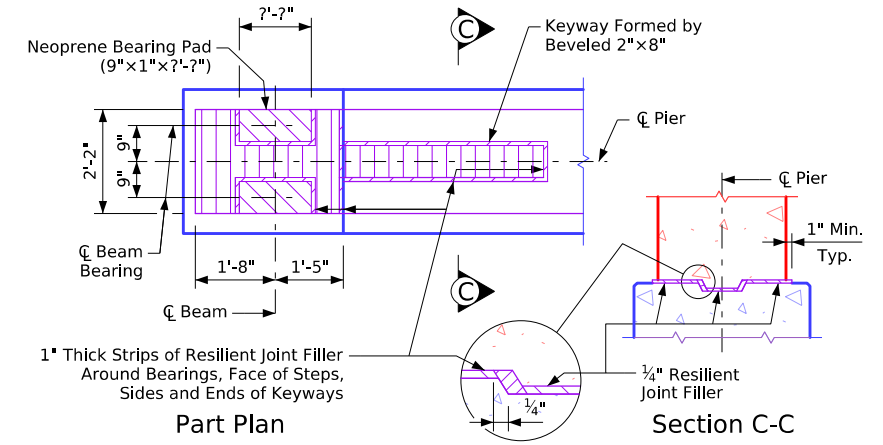 ?'-?"
C
Neoprene Bearing Pad
(9"×1"×?'-?")
Keyway Formed by
Beveled 2"×8"
℄ Pier
2'-2"
9"
9"
℄ Pier
1" Min.
Typ.
℄ Beam
Bearing
1'-8"
1'-5"
C
℄ Beam
1" Thick Strips of Resilient Joint Filler
Around Bearings, Face of Steps,
Sides and Ends of Keyways
¼"
¼" Resilient
Joint Filler
Part Plan
Section C-C